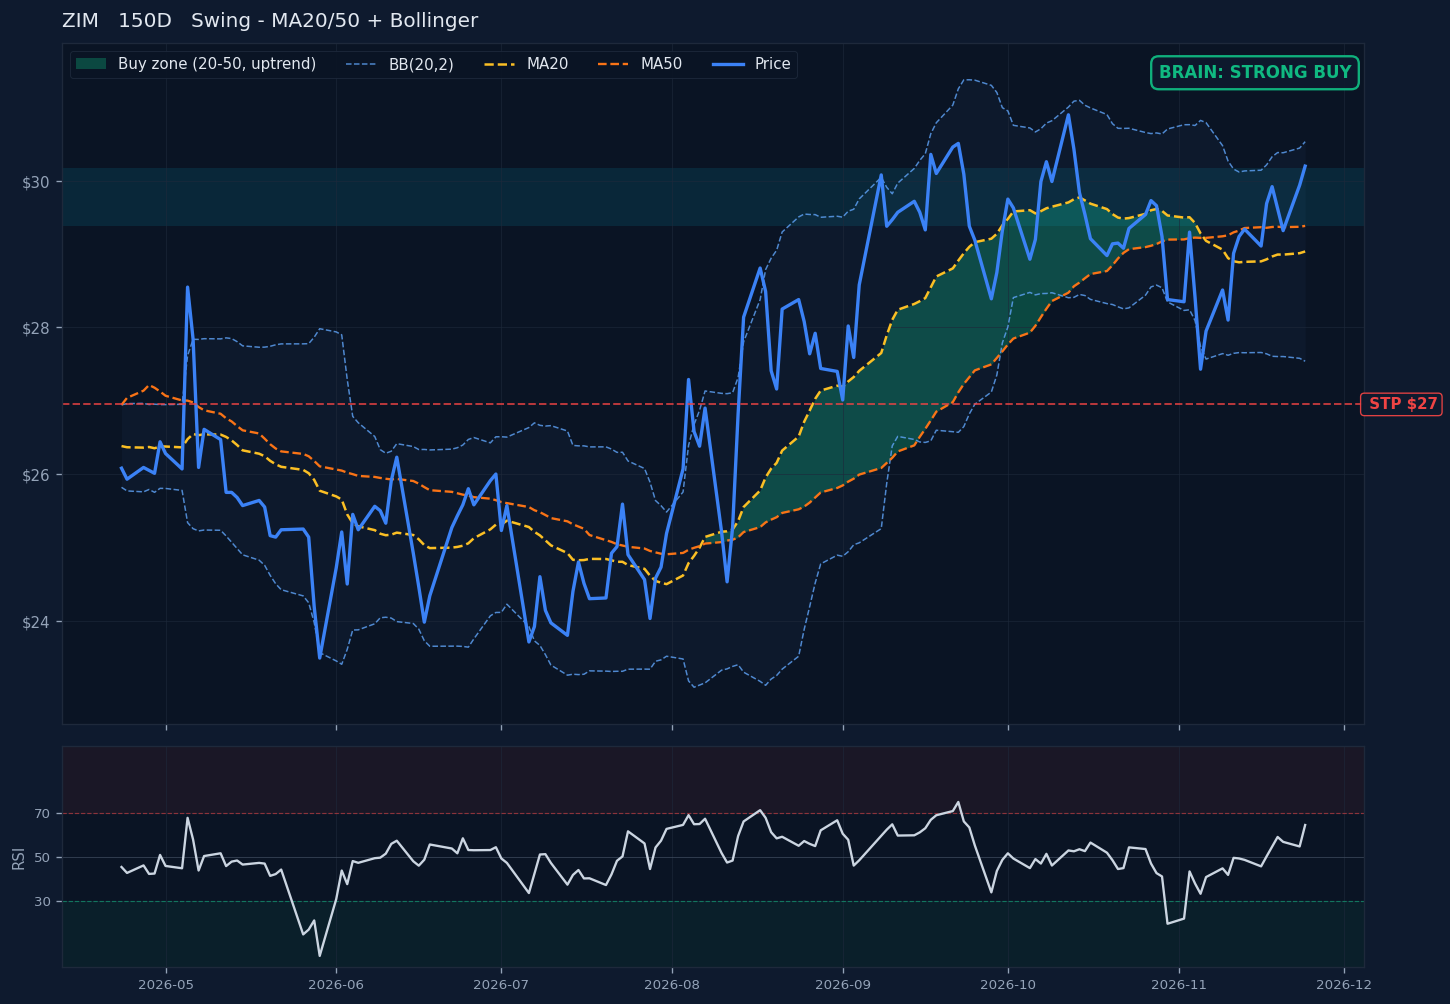 ZIM   150D   Swing - MA20/50 + Bollinger
Buy zone (20-50, uptrend)   BB(20,2)   MA20   MA50   Price
BRAIN: STRONG BUY
$30
$28
STP $27
$26
$24
70
50
30
RSI
2026-05   2026-06   2026-07   2026-08   2026-09   2026-10   2026-11   2026-12